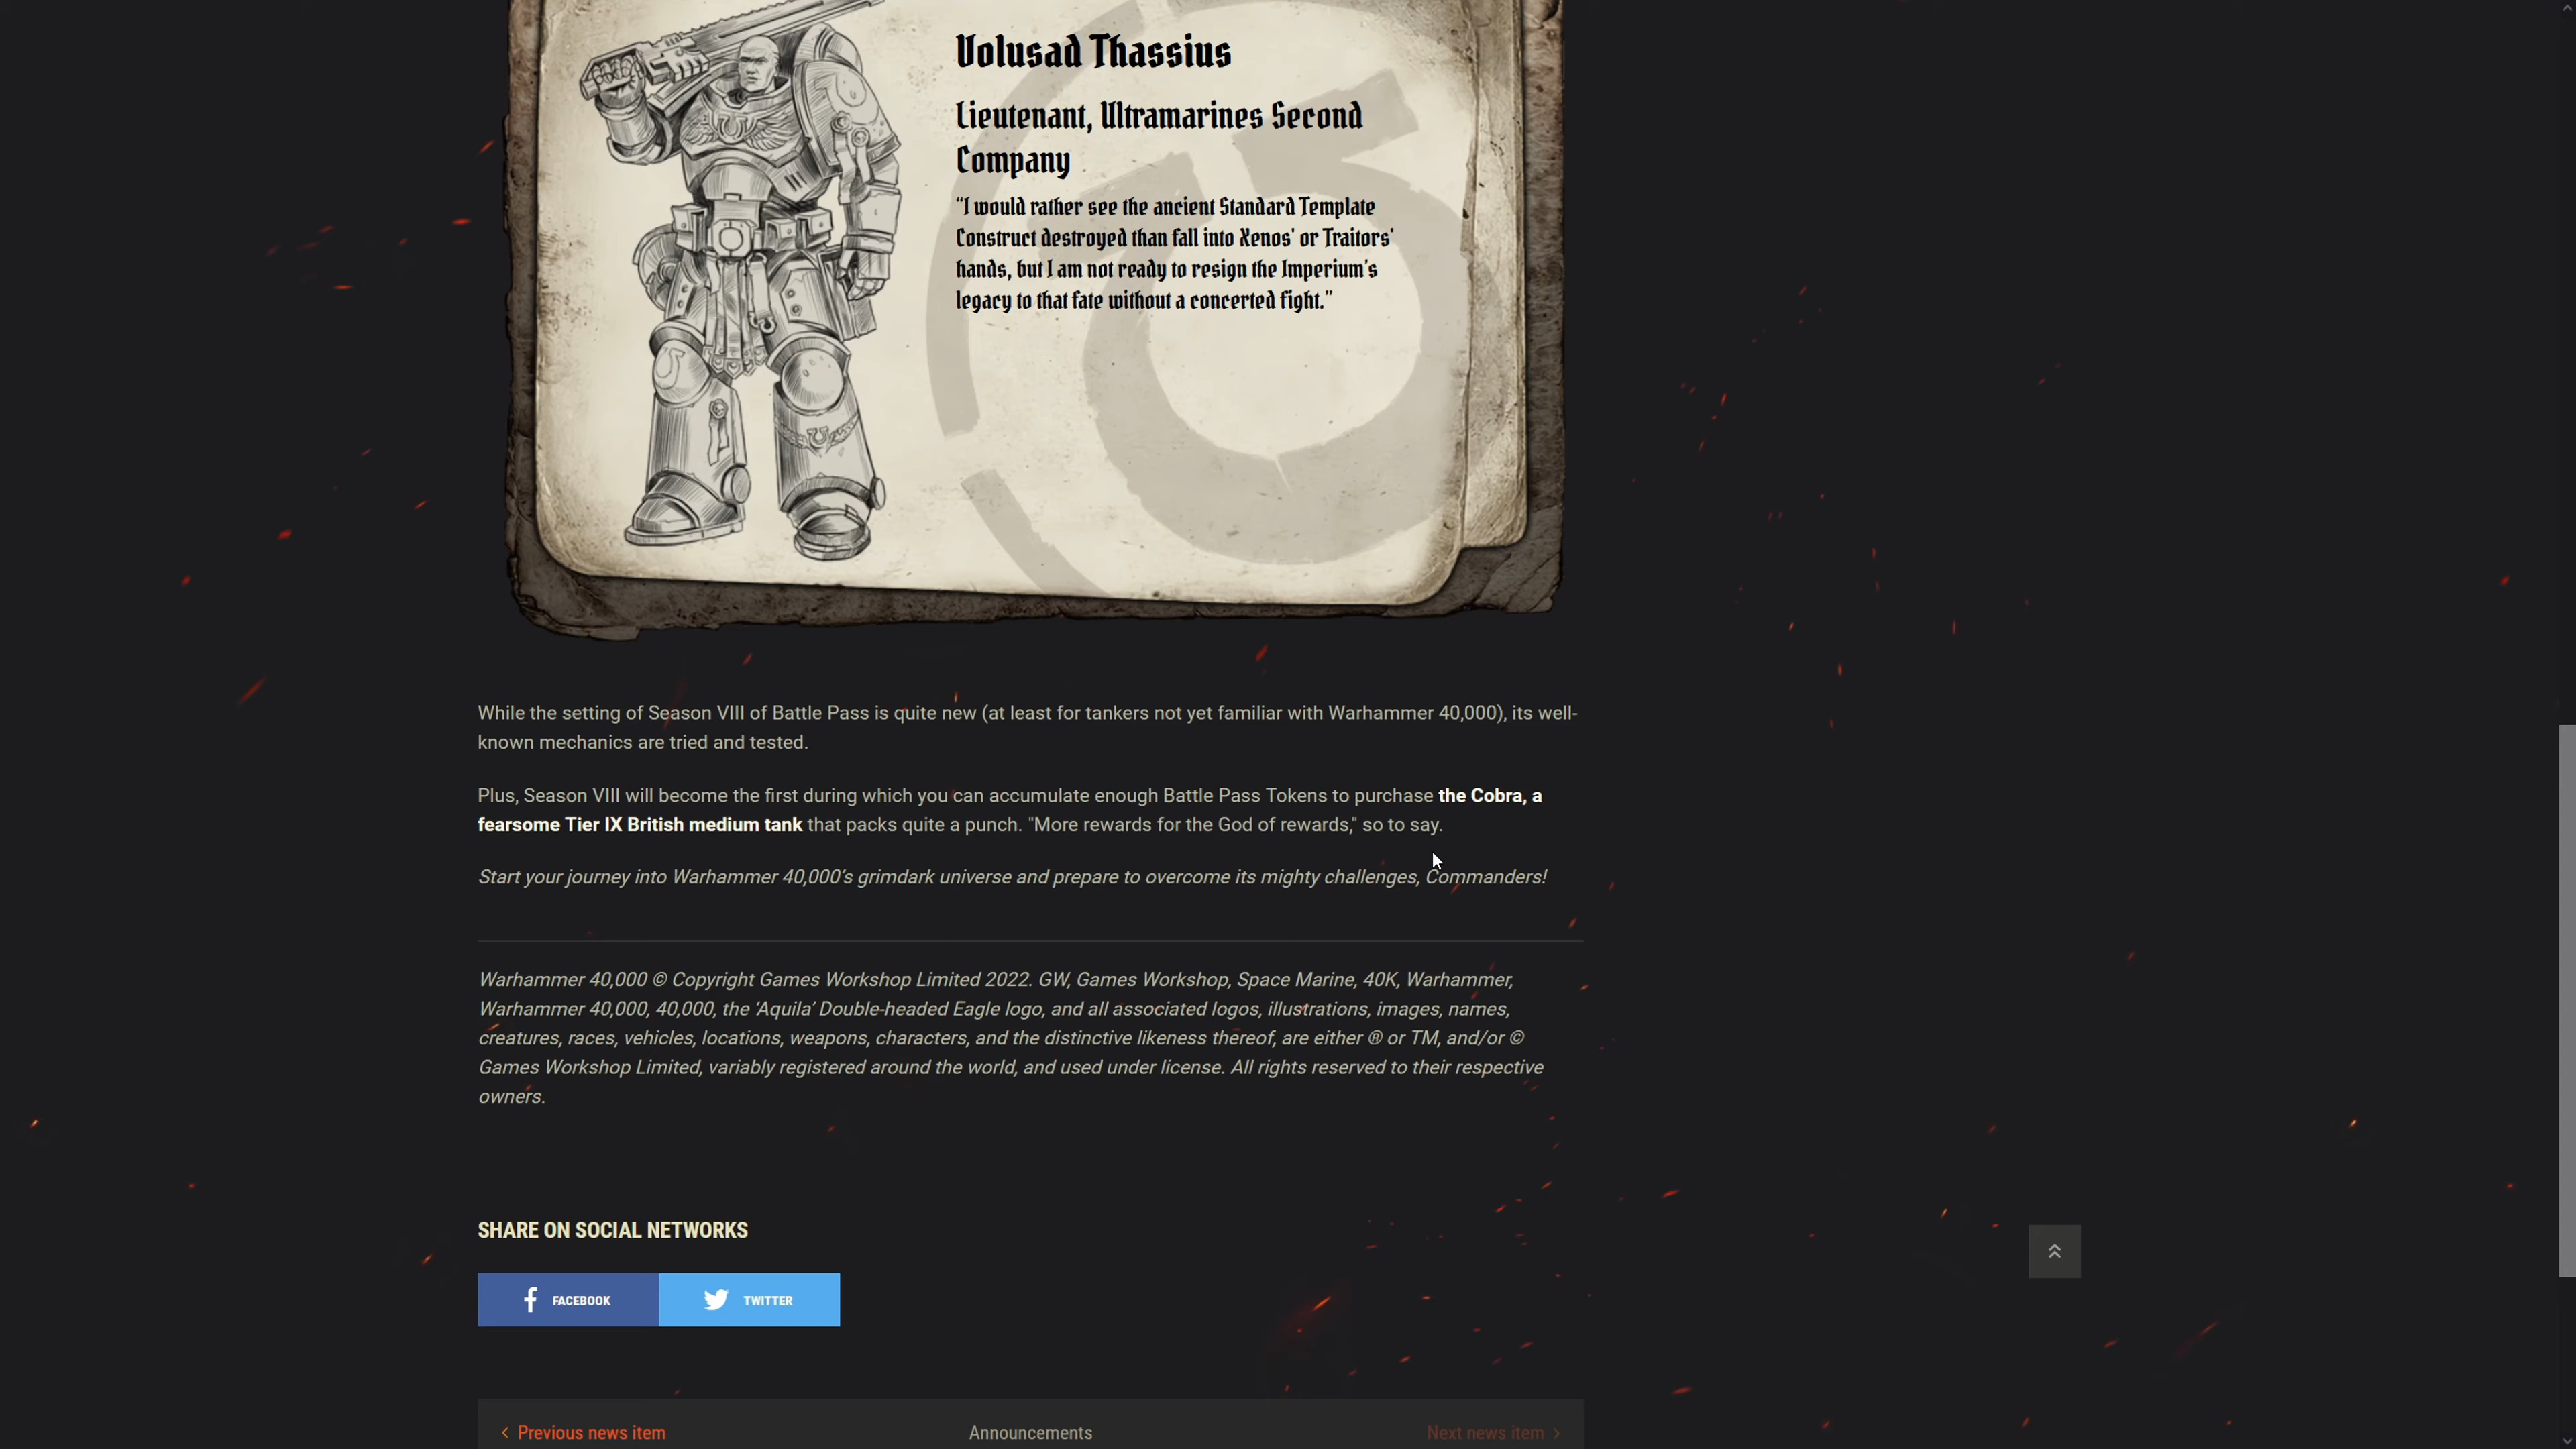 Volusad Thassius
Lieutenant, Ultramarines Second
Company
“I would rather see the ancient Standard Template
Construct destroyed than fall into Xenos' or Traitors'
hands, but I am not ready to resign the Imperium's
legacy to that fate without a concerted fight.”
While the setting of Season VIII of Battle Pass is quite new (at least for tankers not yet familiar with Warhammer 40,000), its well-
known mechanics are tried and tested.
Plus, Season VIII will become the first during which you can accumulate enough Battle Pass Tokens to purchase the Cobra, a
fearsome Tier IX British medium tank that packs quite a punch. "More rewards for the God of rewards," so to say.
Start your journey into Warhammer 40,000’s grimdark universe and prepare to overcome its mighty challenges, Commanders!
Warhammer 40,000 © Copyright Games Workshop Limited 2022. GW, Games Workshop, Space Marine, 40K, Warhammer,
Warhammer 40,000, 40,000, the ‘Aquila’ Double-headed Eagle logo, and all associated logos, illustrations, images, names,
creatures, races, vehicles, locations, weapons, characters, and the distinctive likeness thereof, are either ® or TM, and/or ©
Games Workshop Limited, variably registered around the world, and used under license. All rights reserved to their respective
owners.
SHARE ON SOCIAL NETWORKS
FACEBOOK
TWITTER
Previous news item
Announcements
Next news item